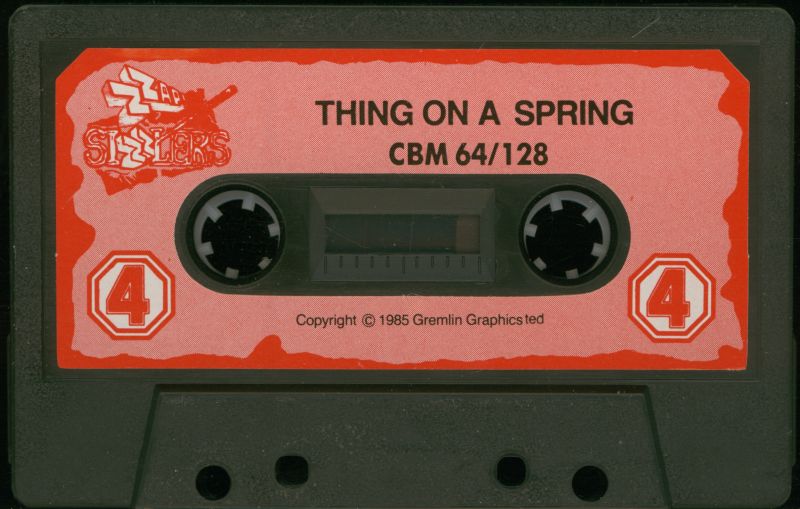 ZZAP!
SIZZLERS
THING ON A SPRING
CBM 64/128
4
4
Copyright © 1985 Gremlin Graphics ted